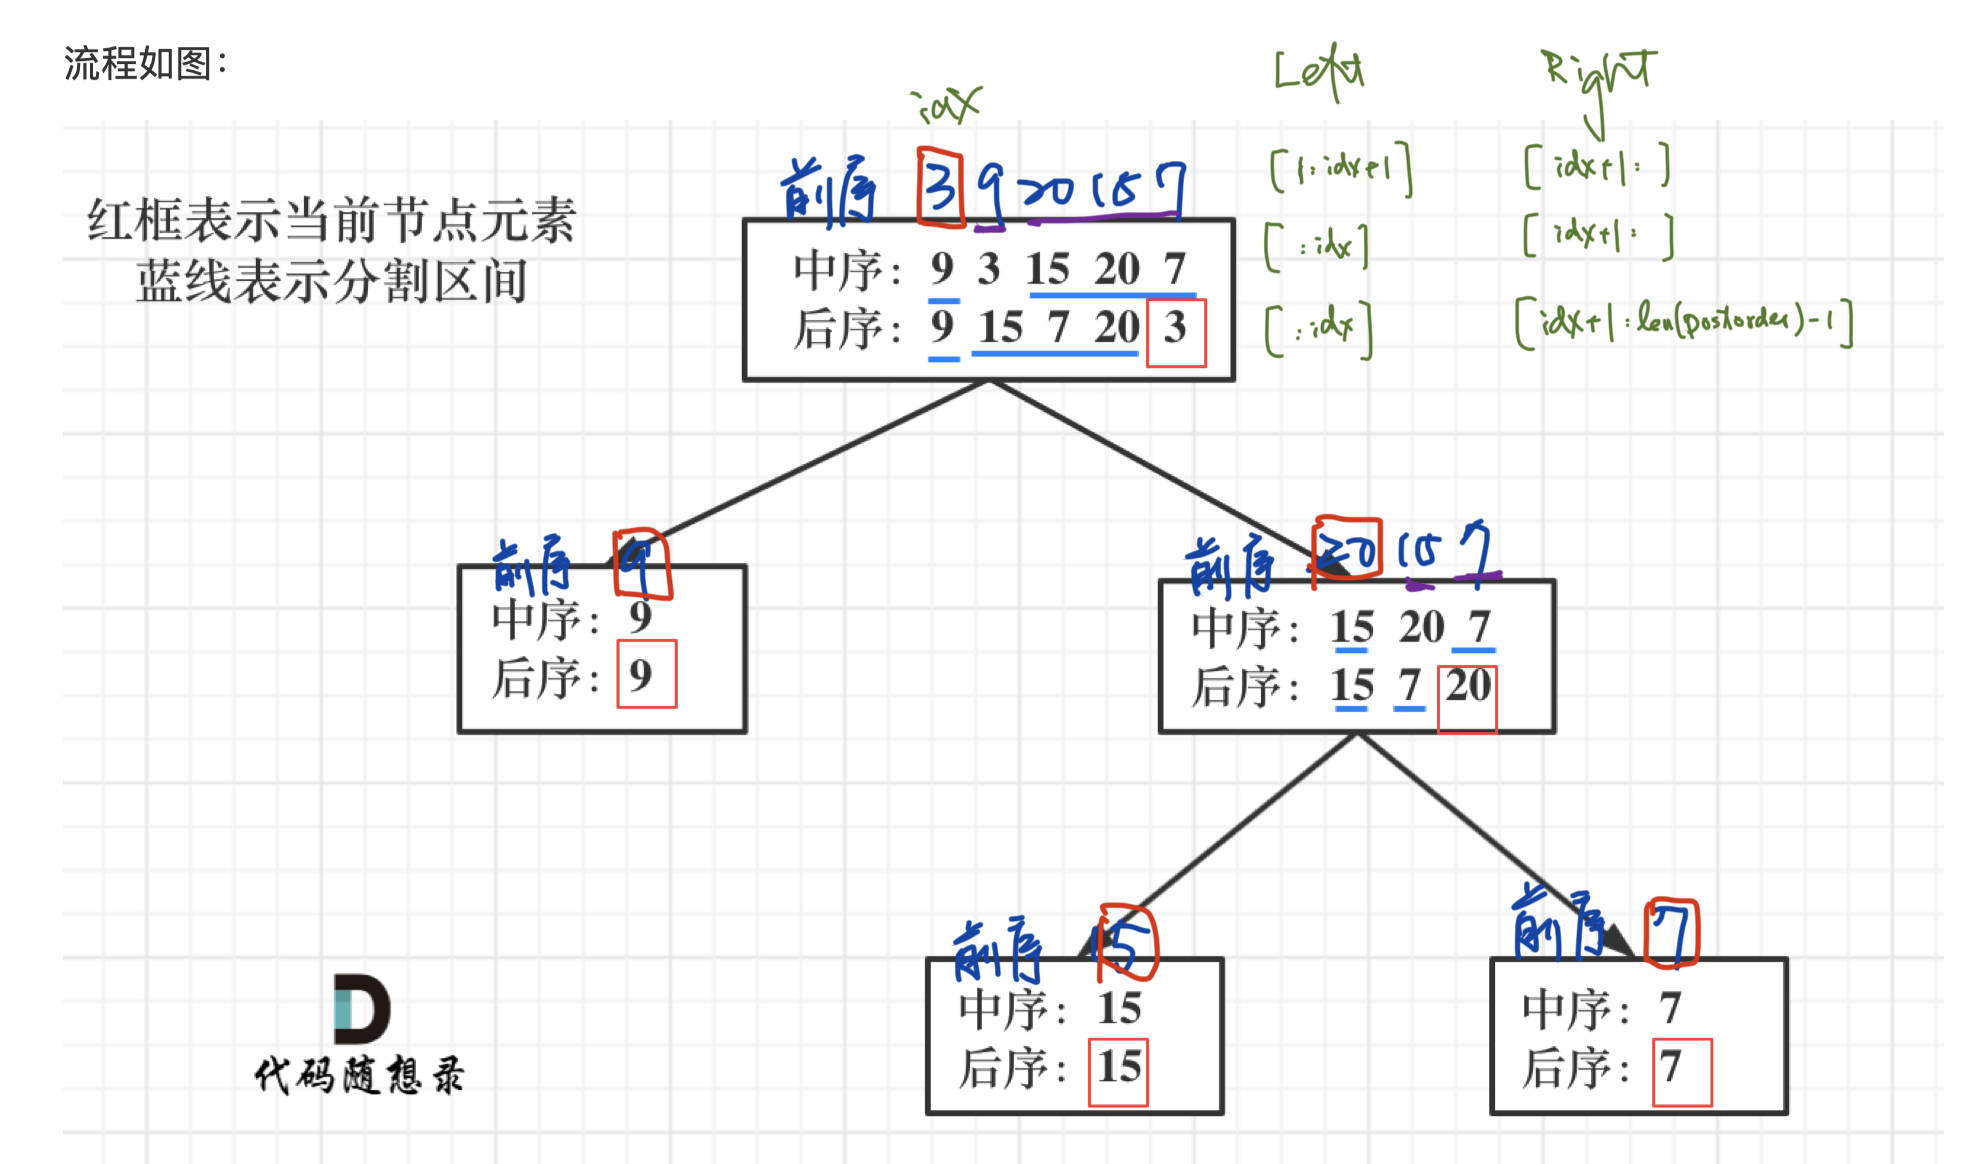 流程如图：
idx Left Right
前序 3 9 20 15 7 [1:idx+1] [idx+1:]
红框表示当前节点元素
蓝线表示分割区间
中序：9 3 15 20 7 [:idx] [idx+1:]
后序：9 15 7 20 3 [:idx] [idx+1:len(postorder)-1]
前序 9
中序：9
后序：9
前序 20 15 7
中序：15 20 7
后序：15 7 20
前序 15
中序：15
后序：15
前序 7
中序：7
后序：7
代码随想录